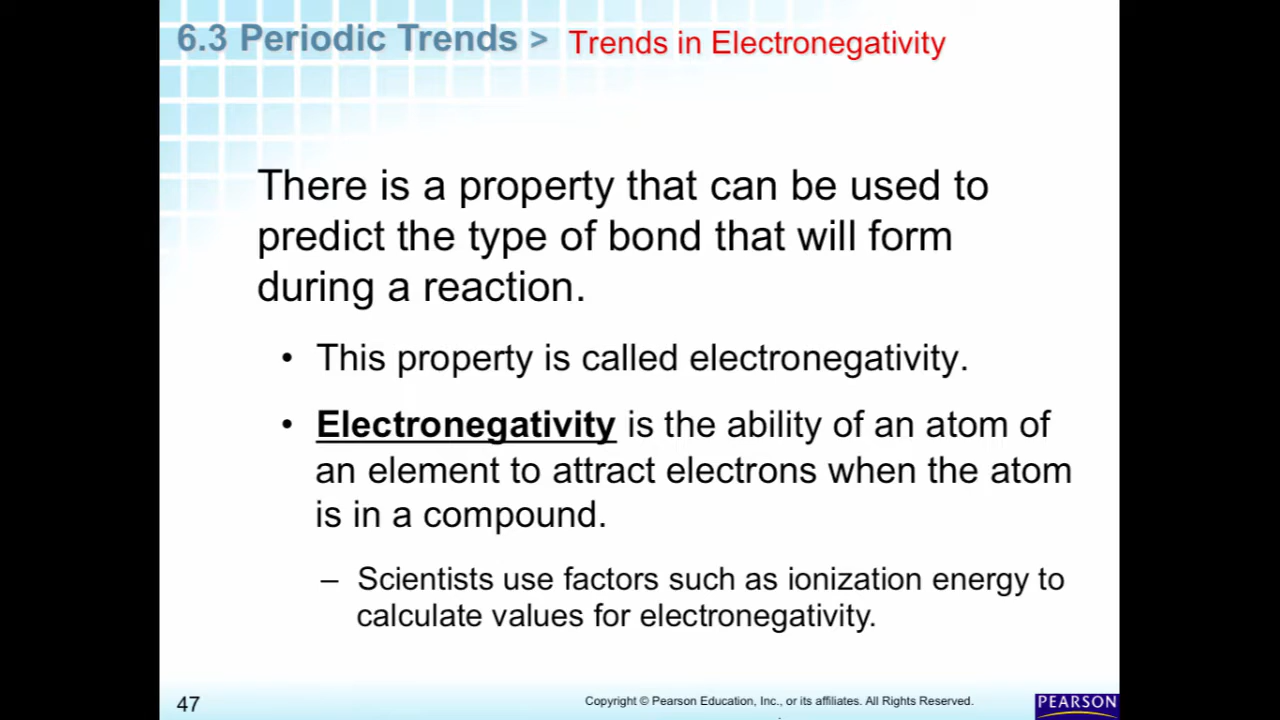 6.3 Periodic Trends > Trends in Electronegativity
There is a property that can be used to
predict the type of bond that will form
during a reaction.
• This property is called electronegativity.
• Electronegativity is the ability of an atom of
an element to attract electrons when the atom
is in a compound.
– Scientists use factors such as ionization energy to
calculate values for electronegativity.
47
Copyright © Pearson Education, Inc., or its affiliates. All Rights Reserved.
PEARSON